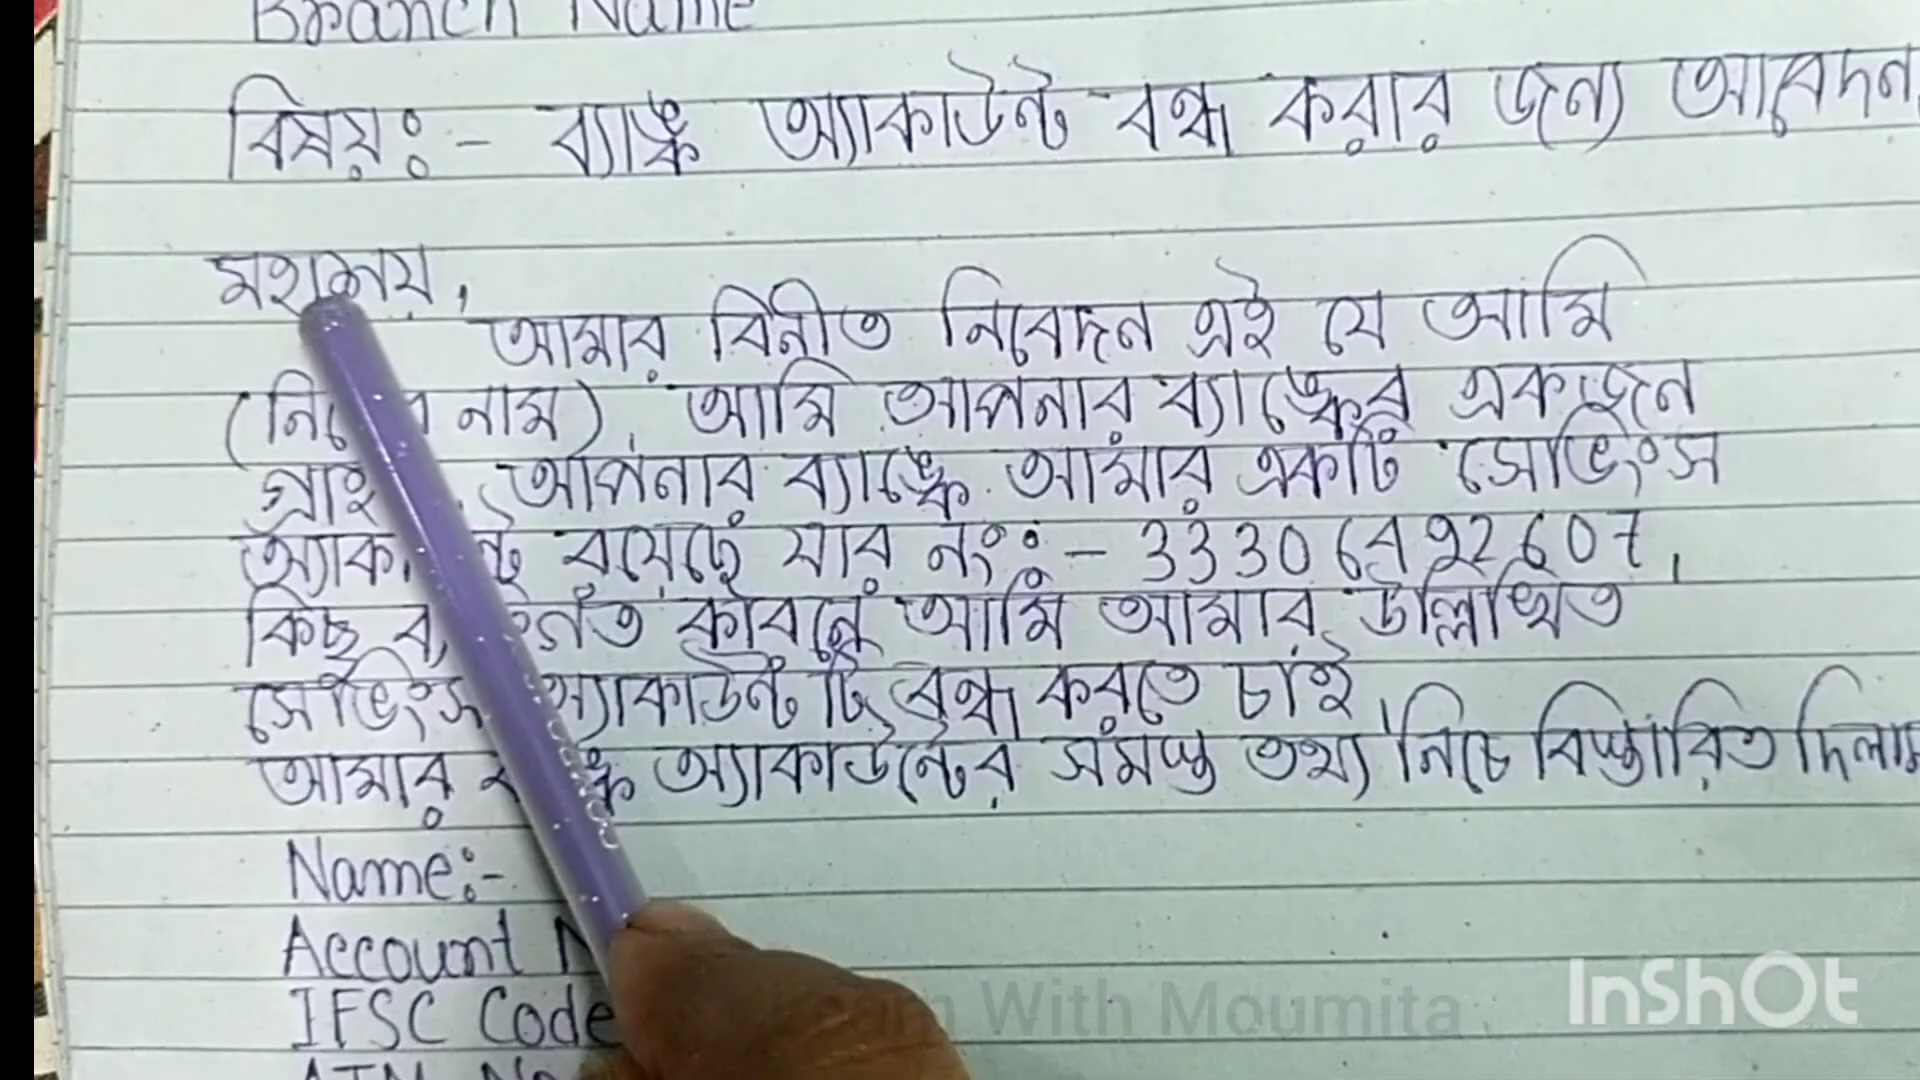 Branch Name
বিষয়ঃ- ব্যাঙ্ক অ্যাকাউন্ট বন্ধ করার জন্য আবেদন
মহাশয়,
আমার বিনীত নিবেদন এই যে আমি
নাম) আমি আপনার ব্যাঙ্কের একজন
আপনার ব্যাঙ্কে আমার একটি সেভিংস
রয়েছে যার নংঃ-
কিছু কারনে আমি আমার উল্লিখিত
সেভিংস অ্যাকাউন্ট টি বন্ধ করতে চাই,
আমার অ্যাকাউন্টের সমস্ত তথ্য নিচে বিস্তারিত দিলাম
Name:-
Account
IFSC Code
With Moumita
InShOt